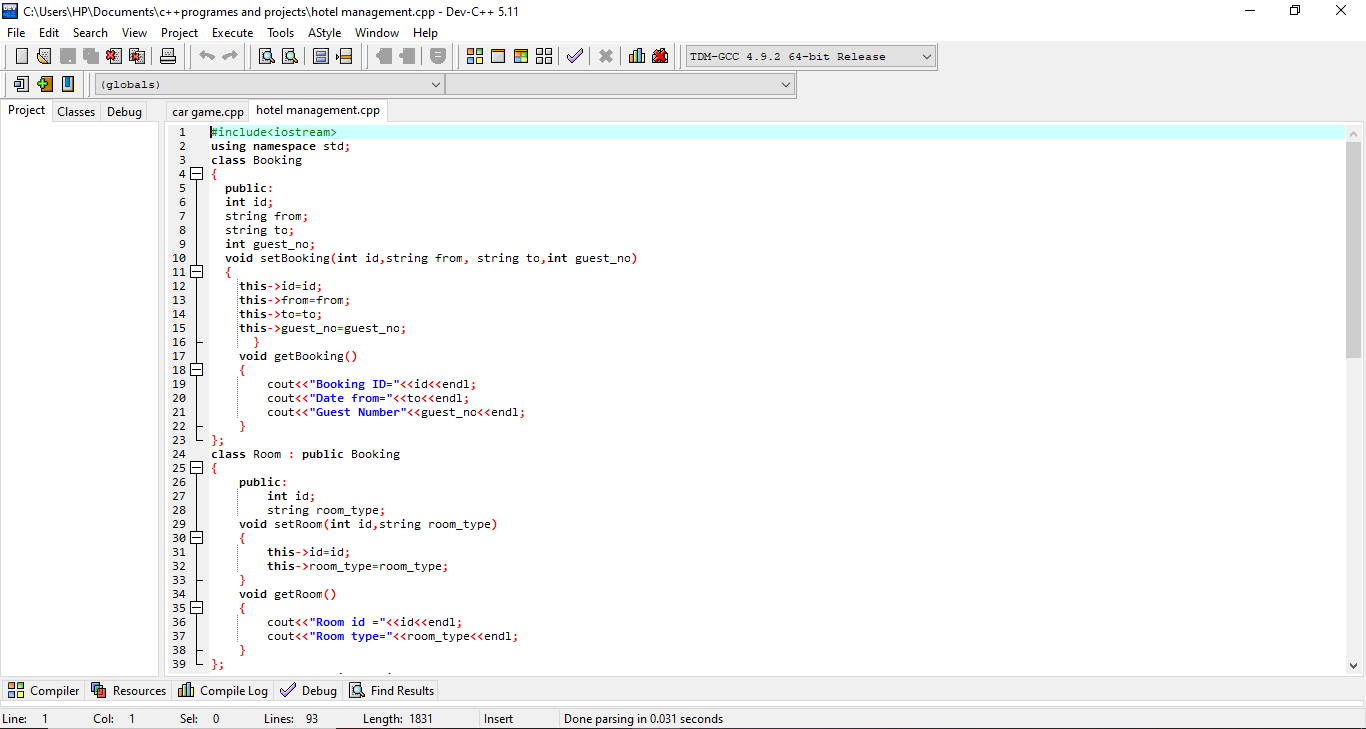 C:\Users\HP\Documents\c++programes and projects\hotel management.cpp - Dev-C++ 5.11
File Edit Search View Project Execute Tools AStyle Window Help
TDM-GCC 4.9.2 64-bit Release
(globals)
Project Classes Debug car game.cpp hotel management.cpp
1 #include<iostream>
2 using namespace std;
3 class Booking
4 {
5 public:
6 int id;
7 string from;
8 string to;
9 int guest_no;
10 void setBooking(int id,string from, string to,int guest_no)
11 {
12 this->id=id;
13 this->from=from;
14 this->to=to;
15 this->guest_no=guest_no;
16 }
17 void getBooking()
18 {
19 cout<<"Booking ID="<<id<<endl;
20 cout<<"Date from="<<to<<endl;
21 cout<<"Guest Number"<<guest_no<<endl;
22 }
23 };
24 class Room : public Booking
25 {
26 public:
27 int id;
28 string room_type;
29 void setRoom(int id,string room_type)
30 {
31 this->id=id;
32 this->room_type=room_type;
33 }
34 void getRoom()
35 {
36 cout<<"Room id ="<<id<<endl;
37 cout<<"Room type="<<room_type<<endl;
38 }
39 };
Compiler Resources Compile Log Debug Find Results
Line: 1 Col: 1 Sel: 0 Lines: 93 Length: 1831 Insert Done parsing in 0.031 seconds